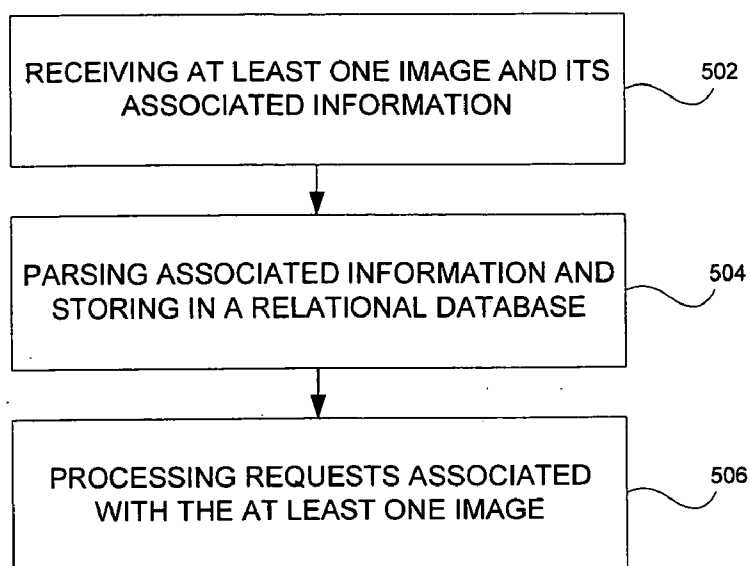 RECEIVING AT LEAST ONE IMAGE AND ITS
ASSOCIATED INFORMATION
502
PARSING ASSOCIATED INFORMATION AND
STORING IN A RELATIONAL DATABASE
504
PROCESSING REQUESTS ASSOCIATED
WITH THE AT LEAST ONE IMAGE
506